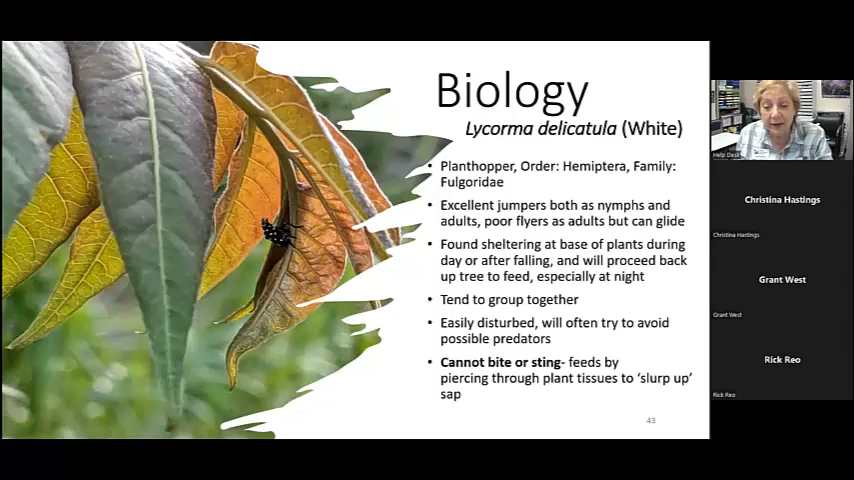 Biology
Lycorma delicatula (White)
• Planthopper, Order: Hemiptera, Family:
Fulgoridae
• Excellent jumpers both as nymphs and
adults, poor flyers as adults but can glide
• Found sheltering at base of plants during
day or after falling, and will proceed back
up tree to feed, especially at night
• Tend to group together
• Easily disturbed, will often try to avoid
possible predators
• Cannot bite or sting- feeds by
piercing through plant tissues to ‘slurp up’
sap
43
Help Desk
Christina Hastings
Christina Hastings
Grant West
Grant West
Rick Reo
Rick Reo